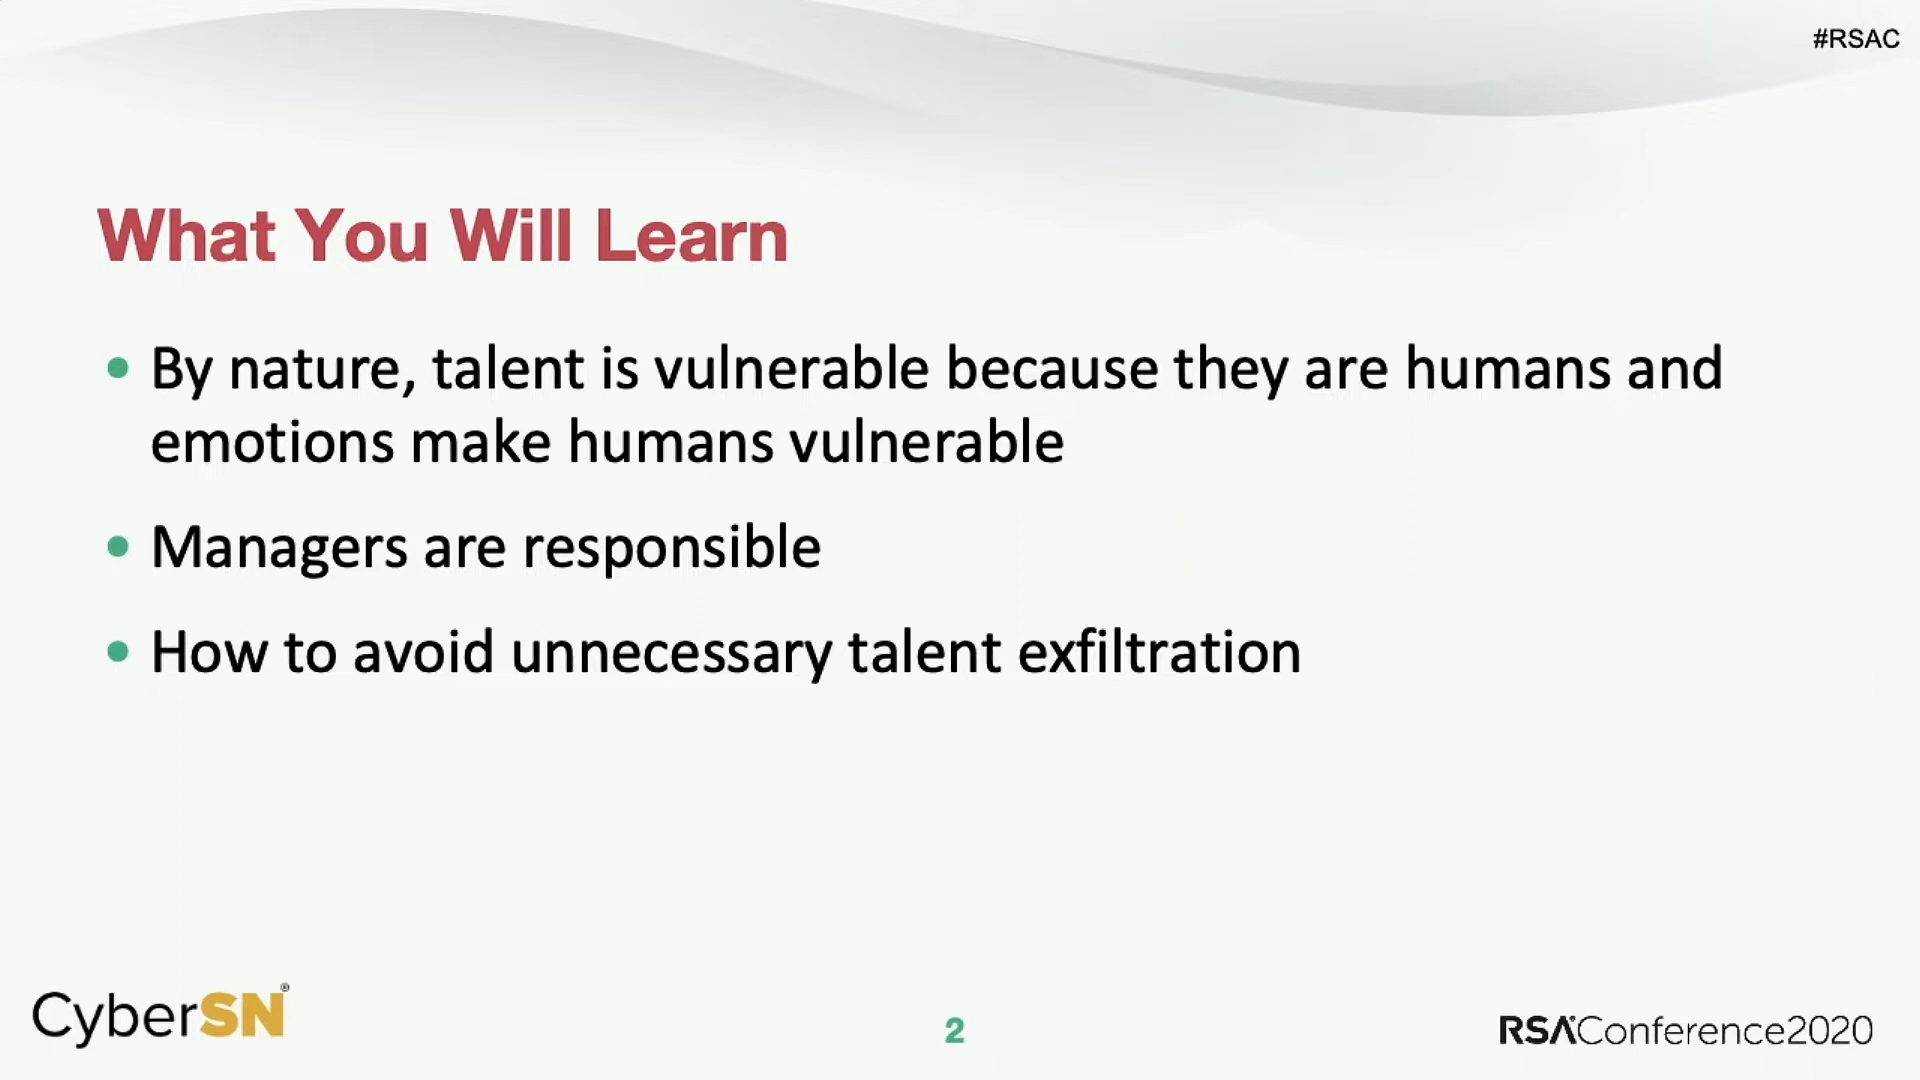 #RSAC
What You Will Learn
• By nature, talent is vulnerable because they are humans and
emotions make humans vulnerable
• Managers are responsible
• How to avoid unnecessary talent exfiltration
CyberSN®
2
RSAConference2020